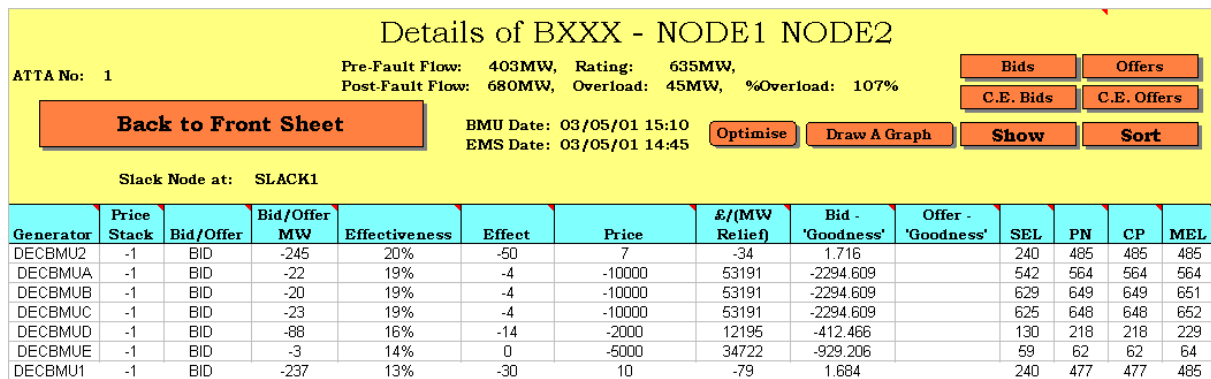 Details of BXXX - NODE1 NODE2
ATTA No: 1
Pre-Fault Flow: 403MW, Rating: 635MW,
Post-Fault Flow: 680MW, Overload: 45MW, %Overload: 107%
Bids Offers
C.E. Bids C.E. Offers
Back to Front Sheet
BMU Date: 03/05/01 15:10
EMS Date: 03/05/01 14:45
Optimise Draw A Graph Show Sort
Slack Node at: SLACK1
Generator Price Stack Bid/Offer Bid/Offer MW Effectiveness Effect Price £/(MW Relief) Bid - 'Goodness' Offer - 'Goodness' SEL PN CP MEL
DECBMU2 -1 BID -245 20% -50 7 -34 1.716 240 485 485 485
DECBMUA -1 BID -22 19% -4 -10000 53191 -2294.609 542 564 564 564
DECBMUB -1 BID -20 19% -4 -10000 53191 -2294.609 629 649 649 651
DECBMUC -1 BID -23 19% -4 -10000 53191 -2294.609 625 648 648 652
DECBMUD -1 BID -88 16% -14 -2000 12195 -412.466 130 218 218 229
DECBMUE -1 BID -3 14% 0 -5000 34722 -929.206 59 62 62 64
DECBMU1 -1 BID -237 13% -30 10 -79 1.684 240 477 477 485